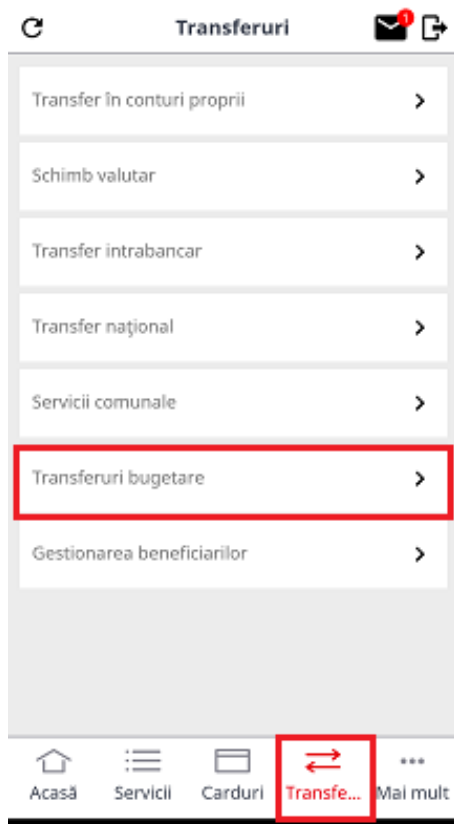 Transferuri
1
Transfer în conturi proprii
Schimb valutar
Transfer intrabancar
Transfer național
Servicii comunale
Transferuri bugetare
Gestionarea beneficiarilor
Acasă Servicii Carduri Transfe... Mai mult